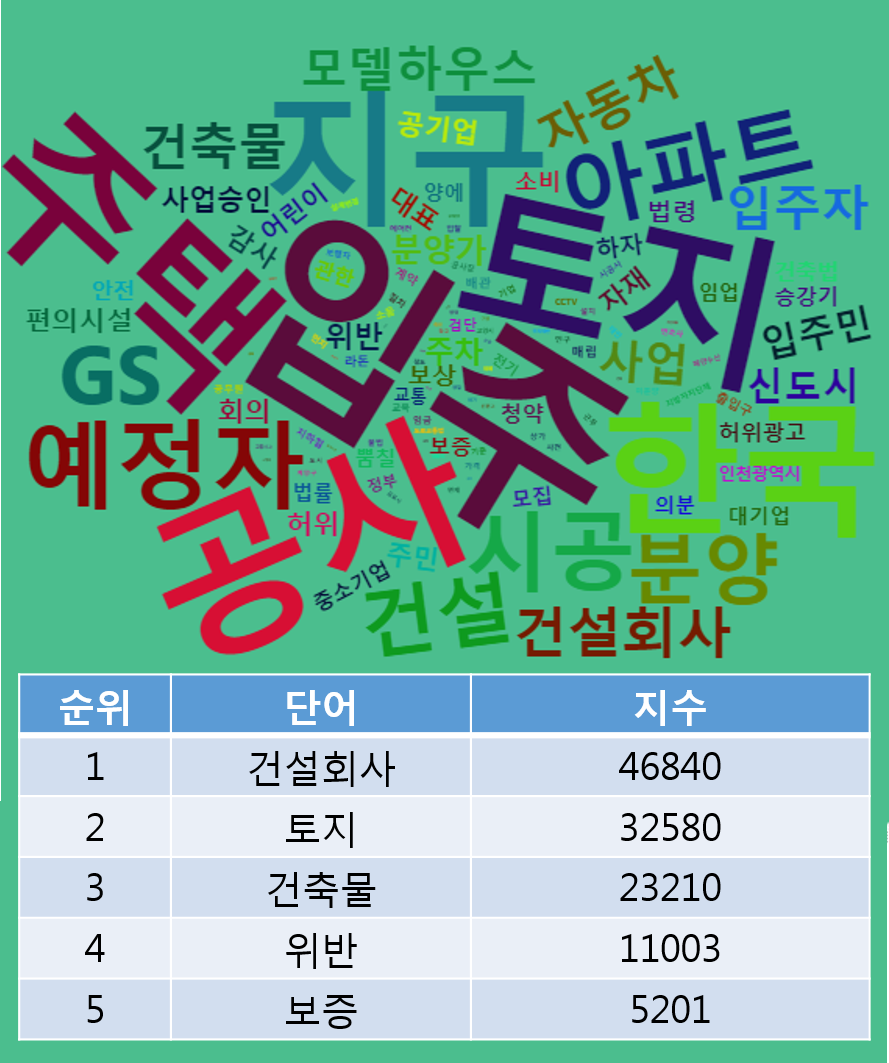 모델하우스
자동차
지구
공기업
건축물
아파트
주택
사업승인
어린이
대표
양에
소비
법령
입주자
감사
분양가
입주
토지
하자
건축법
관한
계약
배관
자재
임업
승강기
안전
편의시설
위반
검단
CCTV
입주민
GS
라돈
주차
전기
매립
사업
신도시
회의
보상
교통
청약
출입구
예정자
공사
보증
한국
허위광고
뿜칠
인천광역시
법률
정부
모집
의분
허위
대기업
주민
시공
분양
중소기업
건설
건설회사
순위 단어 지수
1 건설회사 46840
2 토지 32580
3 건축물 23210
4 위반 11003
5 보증 5201